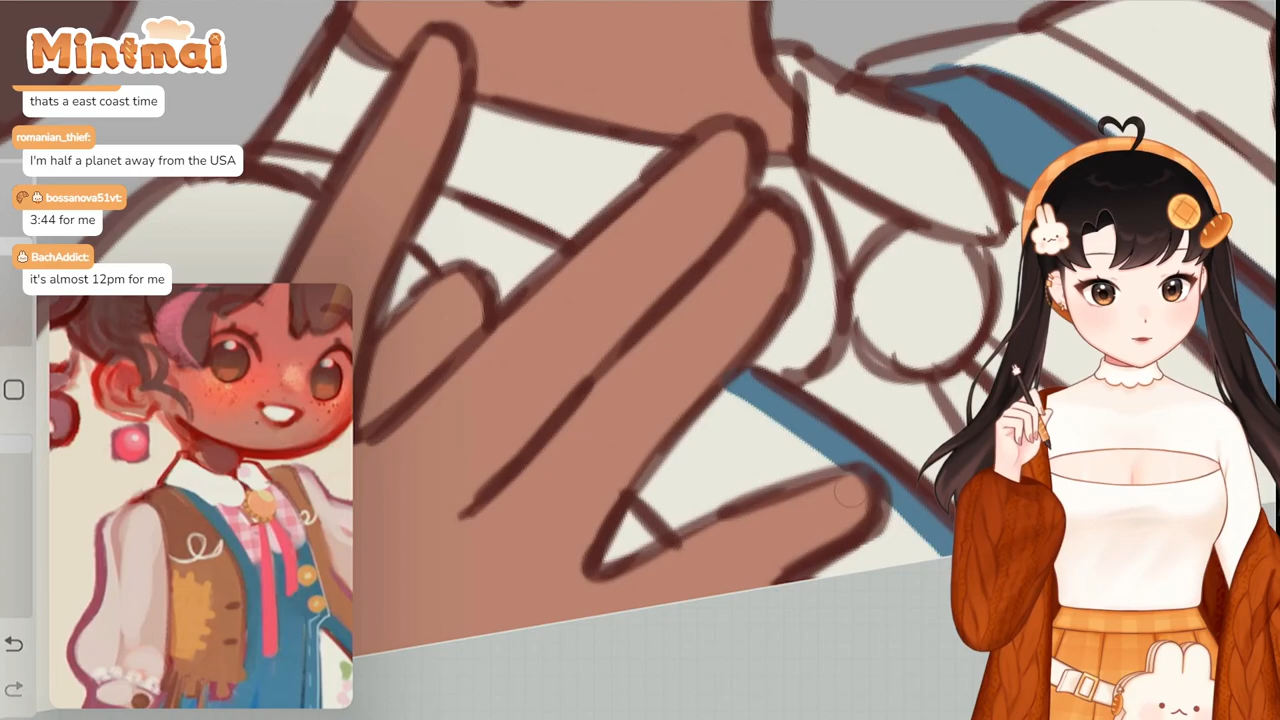 Mintmai
thats a east coast time
romanian_thief:
I'm half a planet away from the USA
bossanova51vt:
3:44 for me
BachAddict:
it's almost 12pm for me